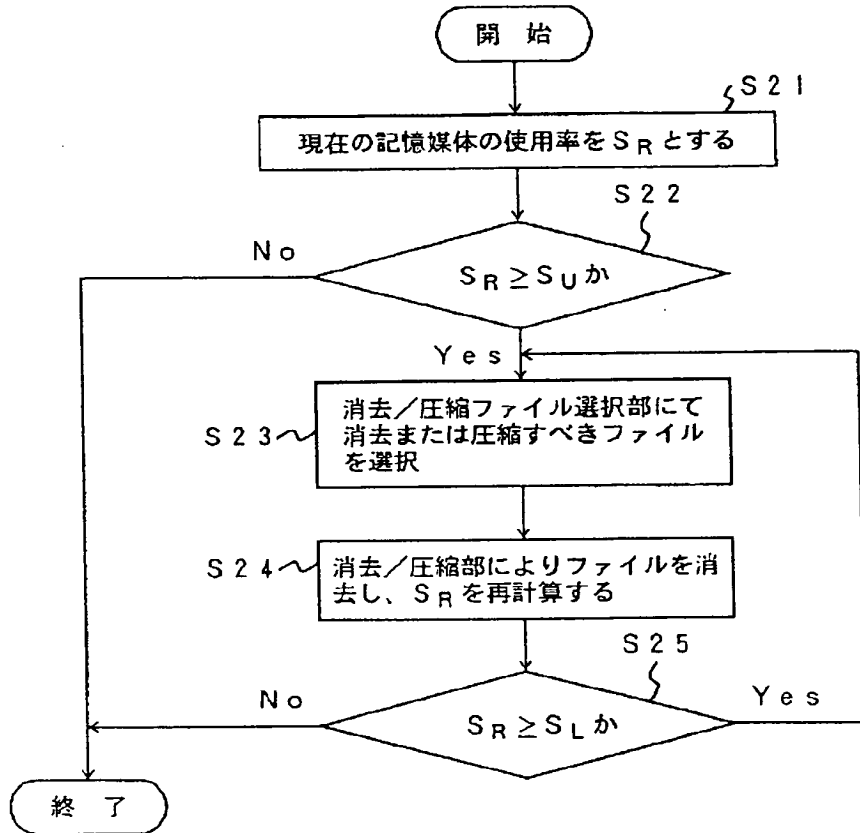 開 始
S21
現在の記憶媒体の使用率をSRとする
S22
No
SR≧SUか
Yes
消去／圧縮ファイル選択部にて
消去または圧縮すべきファイル
を選択
S23
S24
消去／圧縮部によりファイルを消
去し、SRを再計算する
S25
No
SR≧SLか
Yes
終 了